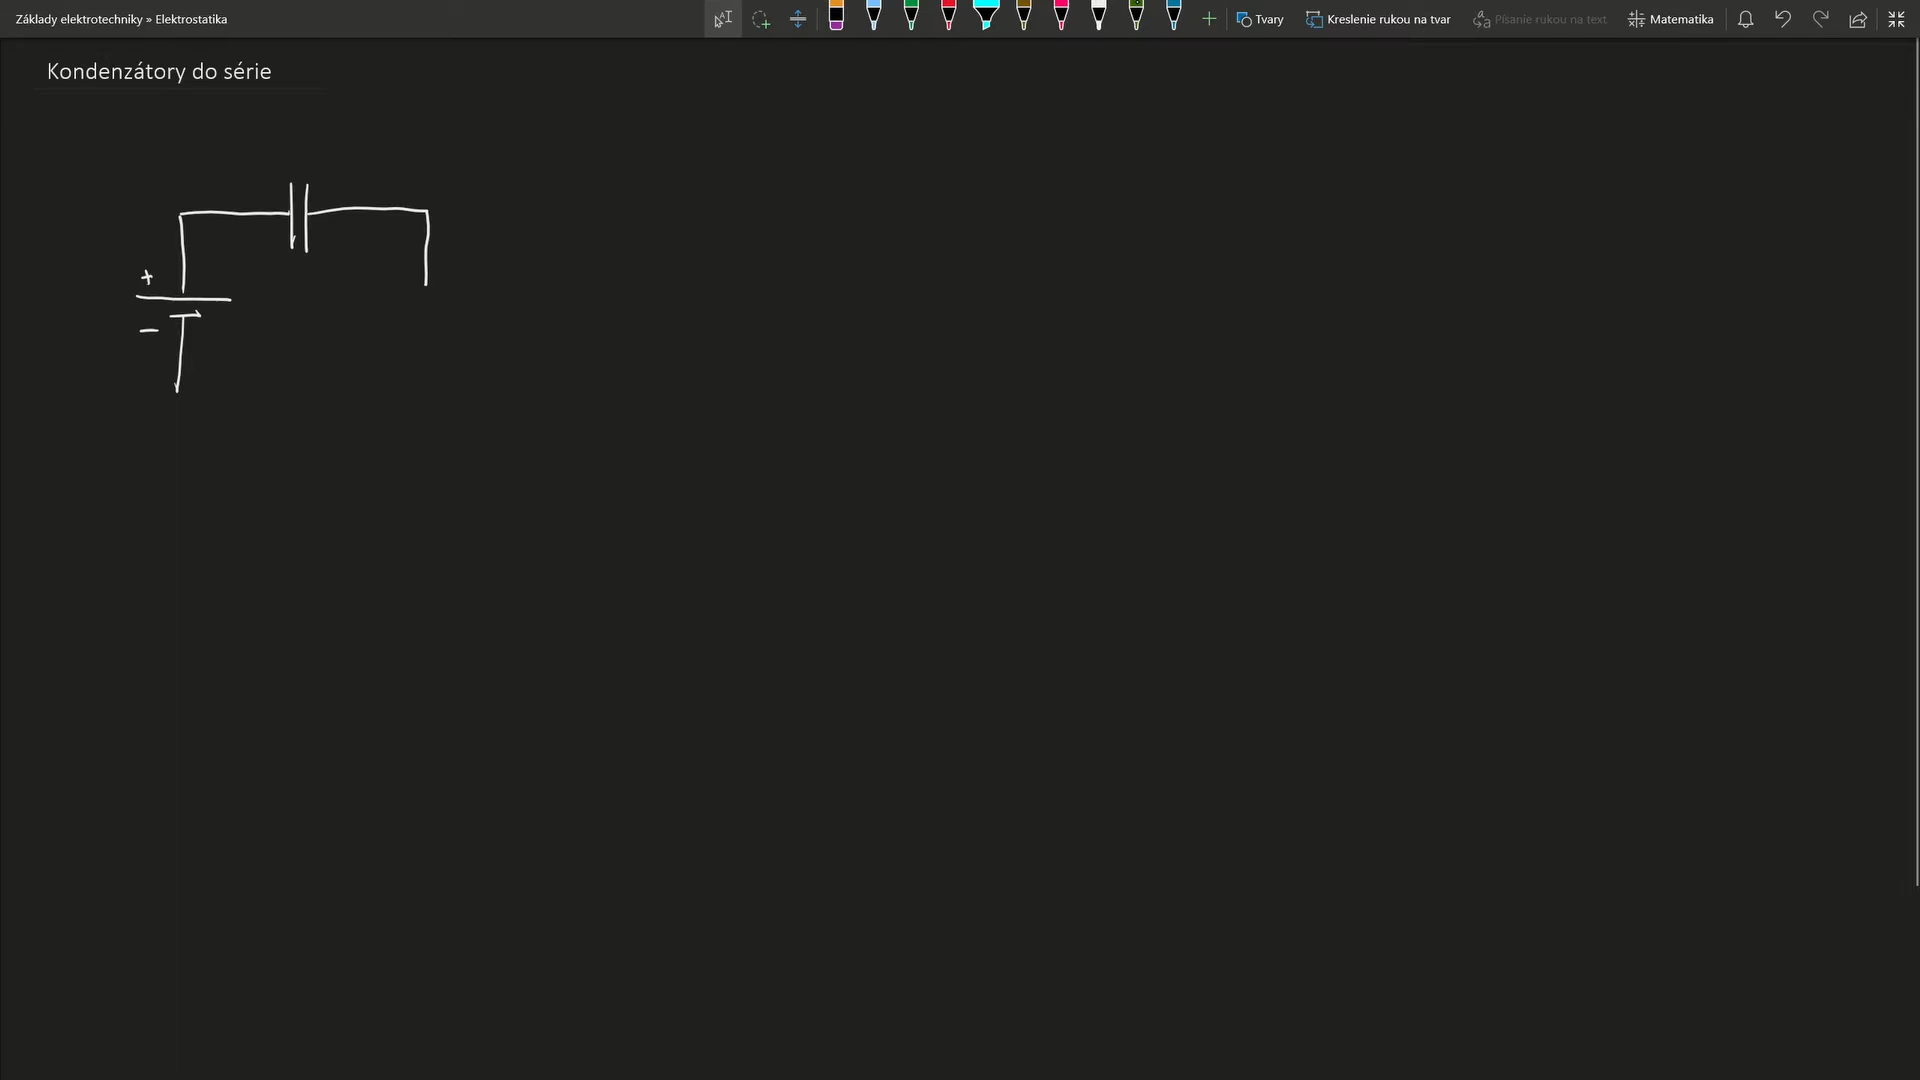 Základy elektrotechniky » Elektrostatika
Tvary
Kreslenie rukou na tvar
Písanie rukou na text
Matematika
Kondenzátory do série
+
−